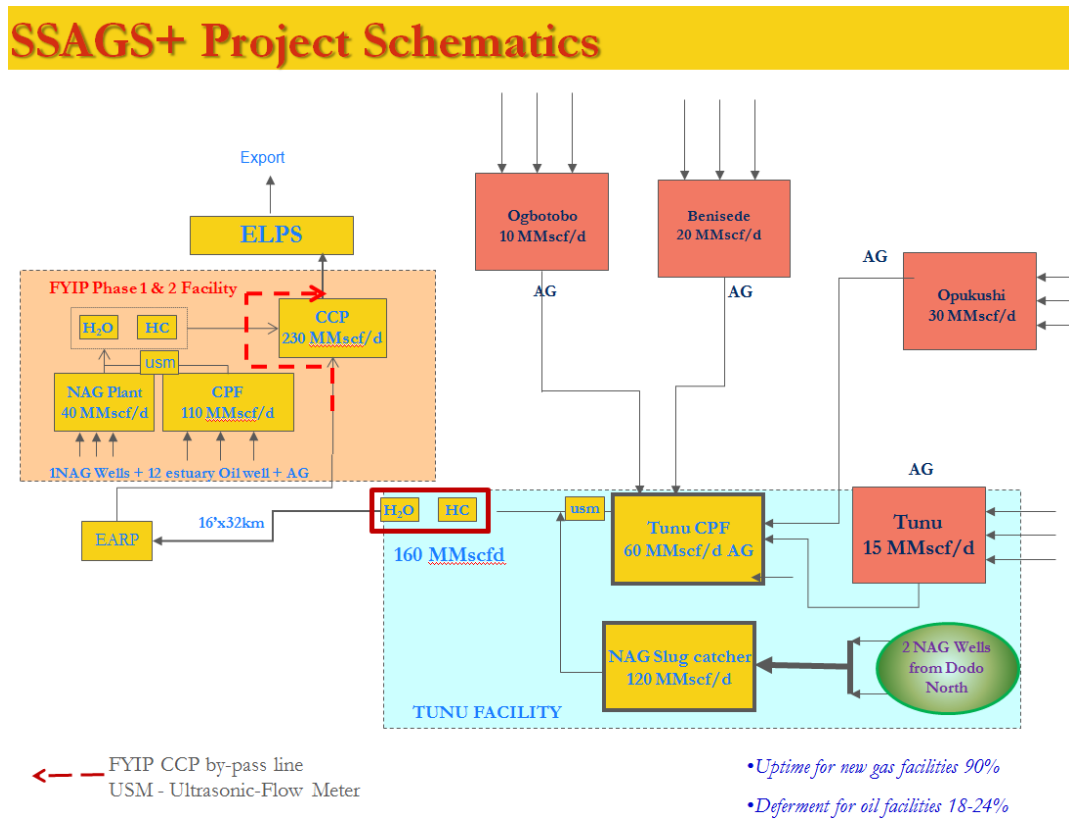 SSAGS+ Project Schematics
Export
ELPS
FYIP Phase 1 & 2 Facility
H₂O
HC
CCP
230 MMscf/d
usm
NAG Plant
40 MMscf/d
CPF
110 MMscf/d
1NAG Wells + 12 estuary Oil well + AG
EARP
16'x32km
Ogbotobo
10 MMscf/d
AG
Benisede
20 MMscf/d
AG
AG
Opukushi
30 MMscf/d
H₂O
HC
160 MMscfd
usm
Tunu CPF
60 MMscf/d AG
AG
Tunu
15 MMscf/d
NAG Slug catcher
120 MMscf/d
2 NAG Wells
from Dodo
North
TUNU FACILITY
FYIP CCP by-pass line
USM - Ultrasonic-Flow Meter
•Uptime for new gas facilities 90%
•Deferment for oil facilities 18-24%